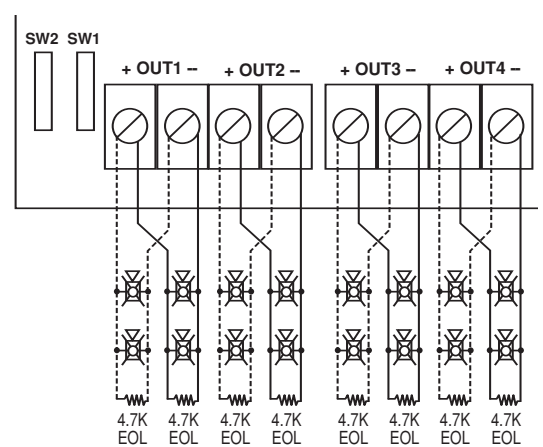 SW2 SW1
+ OUT1 –
+ OUT2 –
+ OUT3 –
+ OUT4 –
4.7K 4.7K 4.7K 4.7K 4.7K 4.7K 4.7K 4.7K
EOL EOL EOL EOL EOL EOL EOL EOL